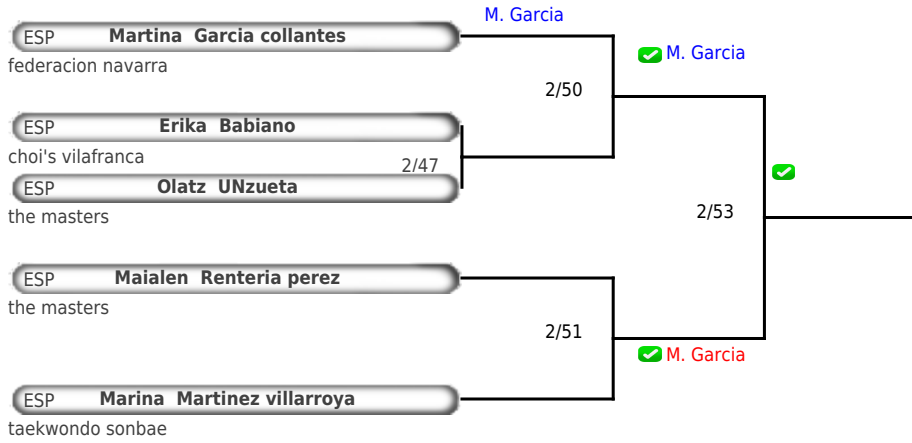 M. Garcia
ESP Martina Garcia collantes
federacion navarra
M. Garcia
2/50
ESP Erika Babiano
choi's vilafranca
2/47
ESP Olatz UNzueta
the masters
2/53
ESP Maialen Renteria perez
the masters
2/51
M. Garcia
ESP Marina Martinez villarroya
taekwondo sonbae